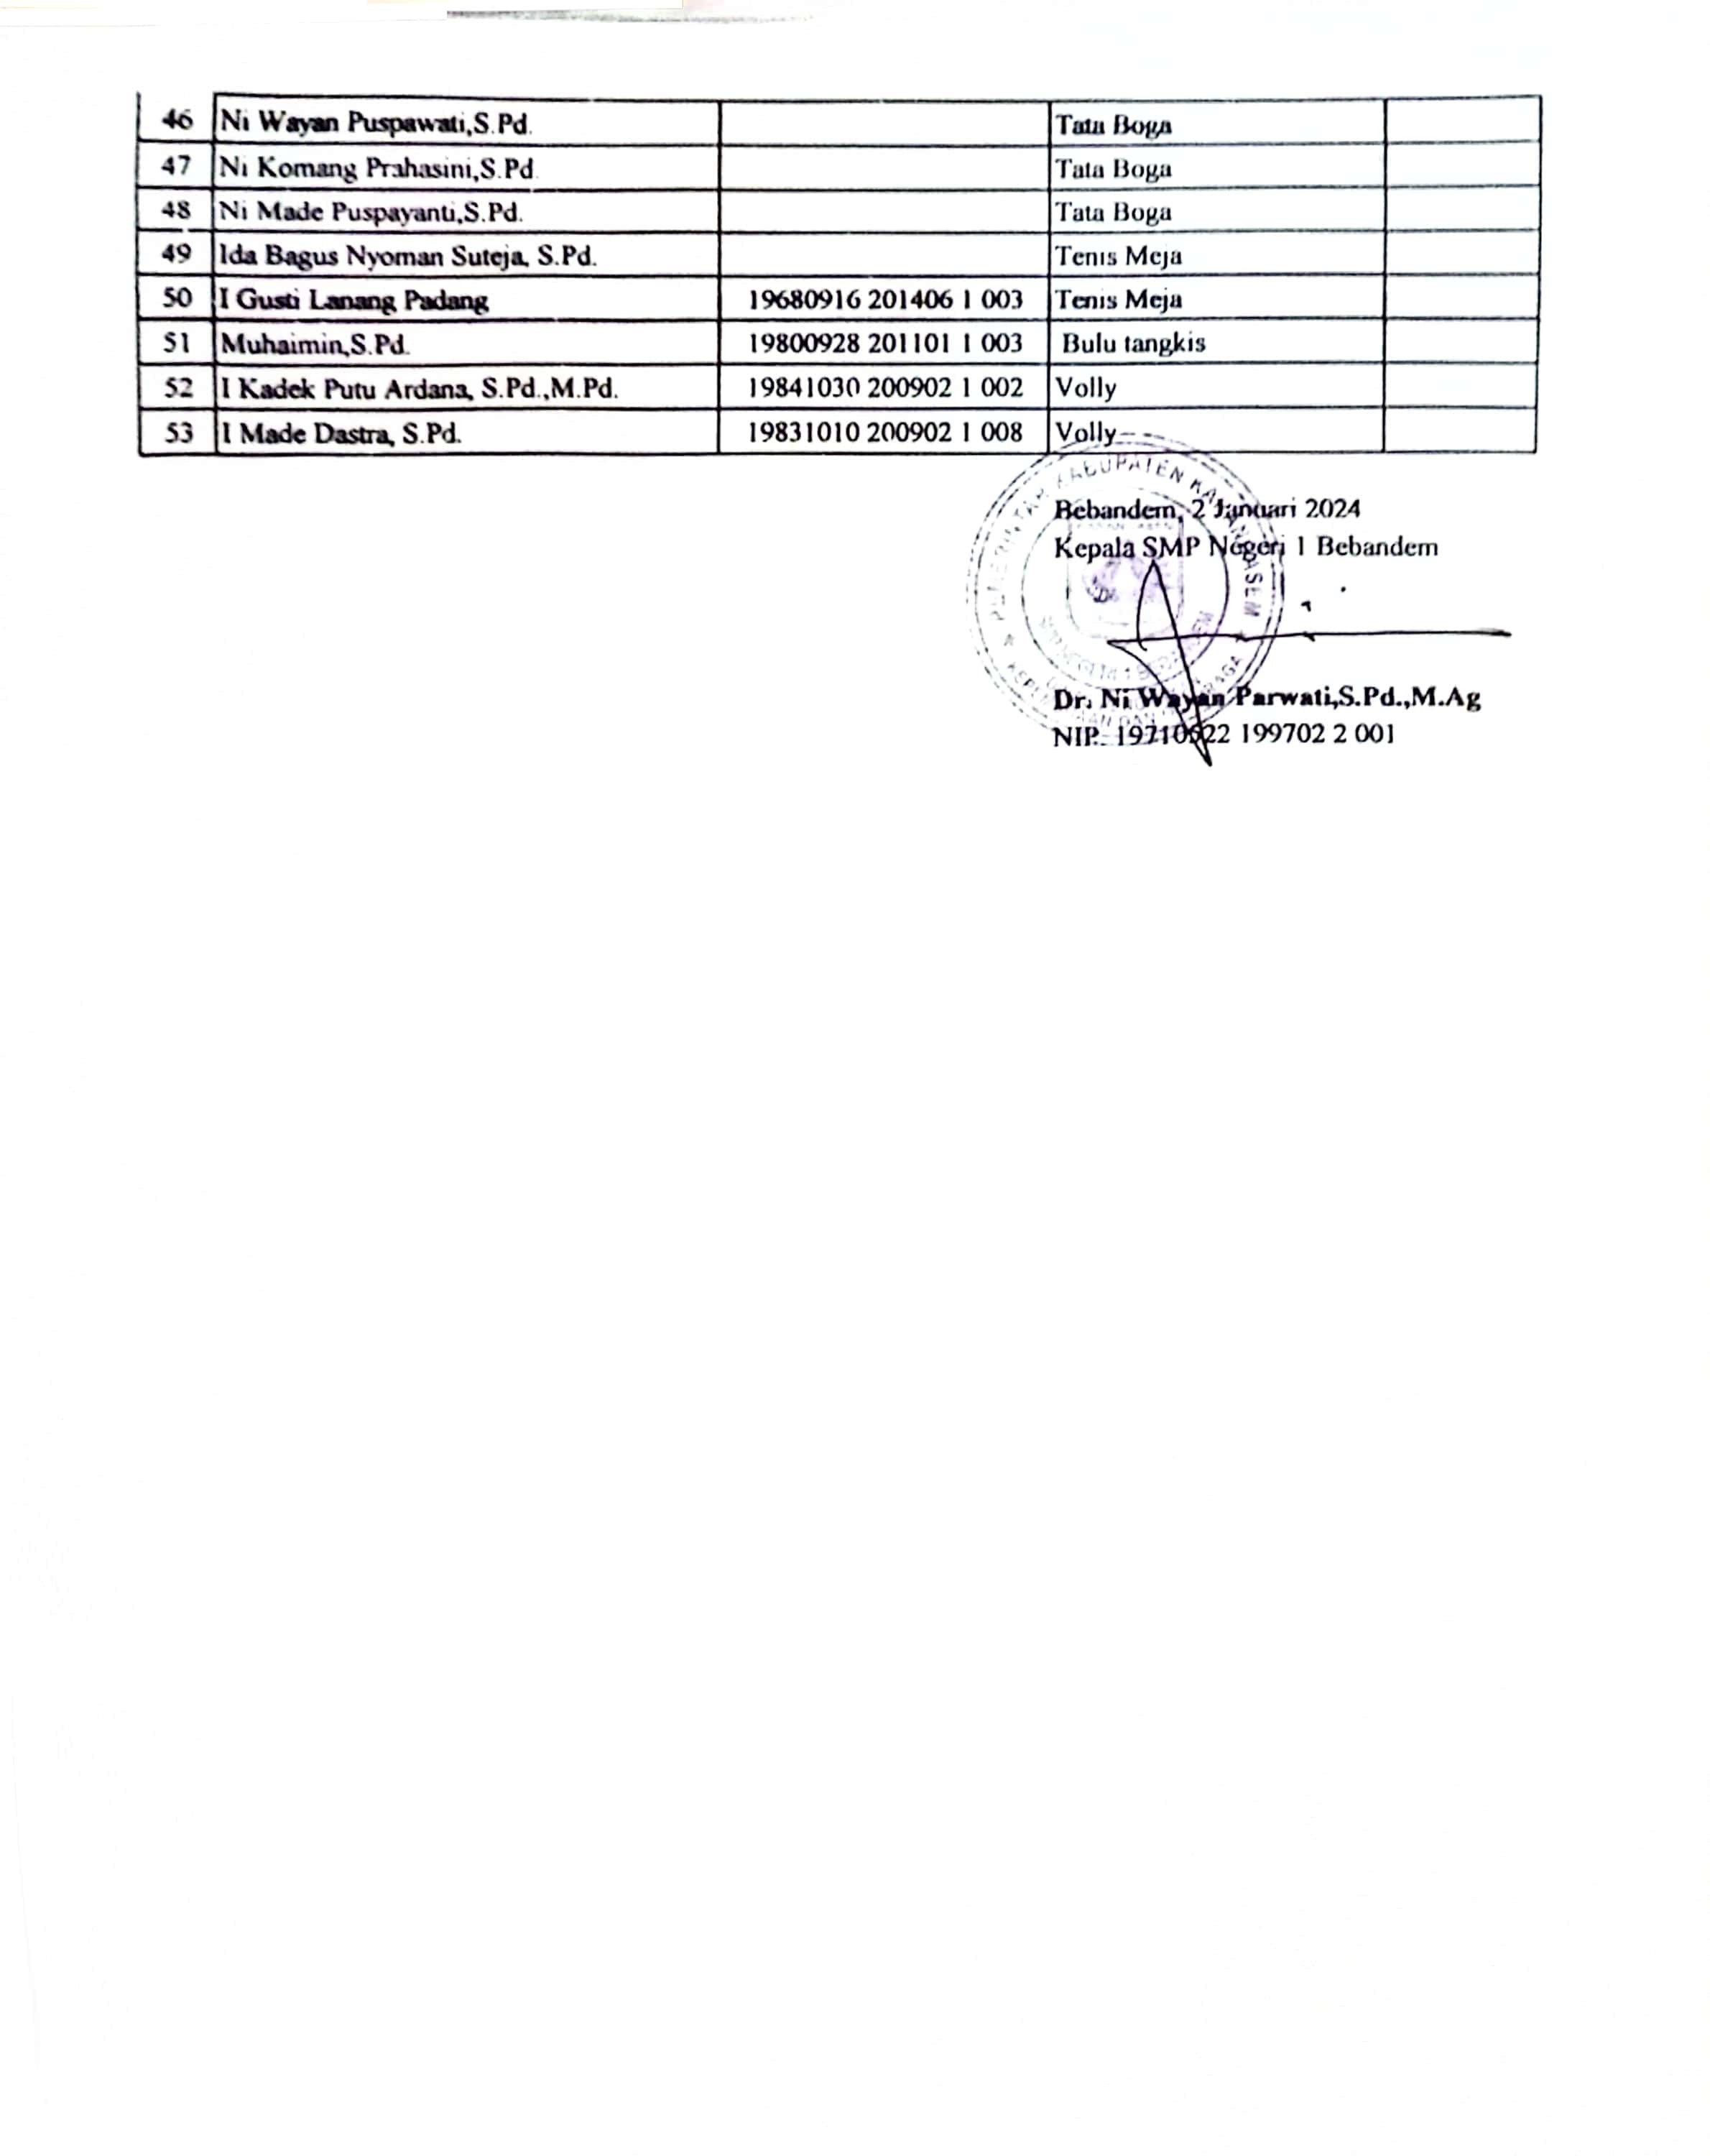 46 Ni Wayan Puspawati,S.Pd. Tata Boga
47 Ni Komang Prahasini,S.Pd. Tata Boga
48 Ni Made Puspayanti,S.Pd. Tata Boga
49 Ida Bagus Nyoman Suteja, S.Pd. Tenis Meja
50 I Gusti Lanang Padang 19680916 201406 1 003 Tenis Meja
51 Muhaimin,S.Pd. 19800928 201101 1 003 Bulu tangkis
52 I Kadek Putu Ardana, S.Pd.,M.Pd. 19841030 200902 1 002 Volly
53 I Made Dastra, S.Pd. 19831010 200902 1 008 Volly
Bebandem, 2 Januari 2024
Kepala SMP Negeri 1 Bebandem
KABUPATEN
Dr. Ni Wayan Parwati,S.Pd.,M.Ag
NIP. 199702 2 001